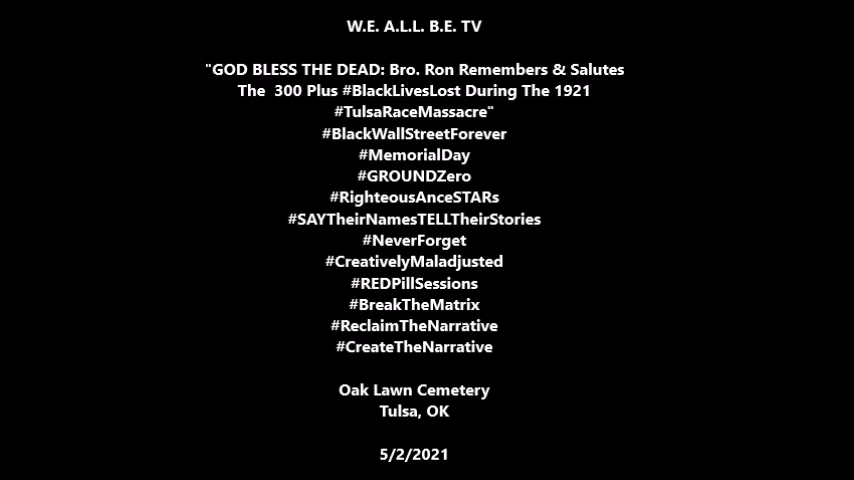 W.E. A.L.L. B.E. TV
"GOD BLESS THE DEAD: Bro. Ron Remembers & Salutes
The  300 Plus #BlackLivesLost During The 1921
#TulsaRaceMassacre"
#BlackWallStreetForever
#MemorialDay
#GROUNDZero
#RighteousAnceSTARs
#SAYTheirNamesTELLTheirStories
#NeverForget
#CreativelyMaladjusted
#REDPillSessions
#BreakTheMatrix
#ReclaimTheNarrative
#CreateTheNarrative
Oak Lawn Cemetery
Tulsa, OK
5/2/2021